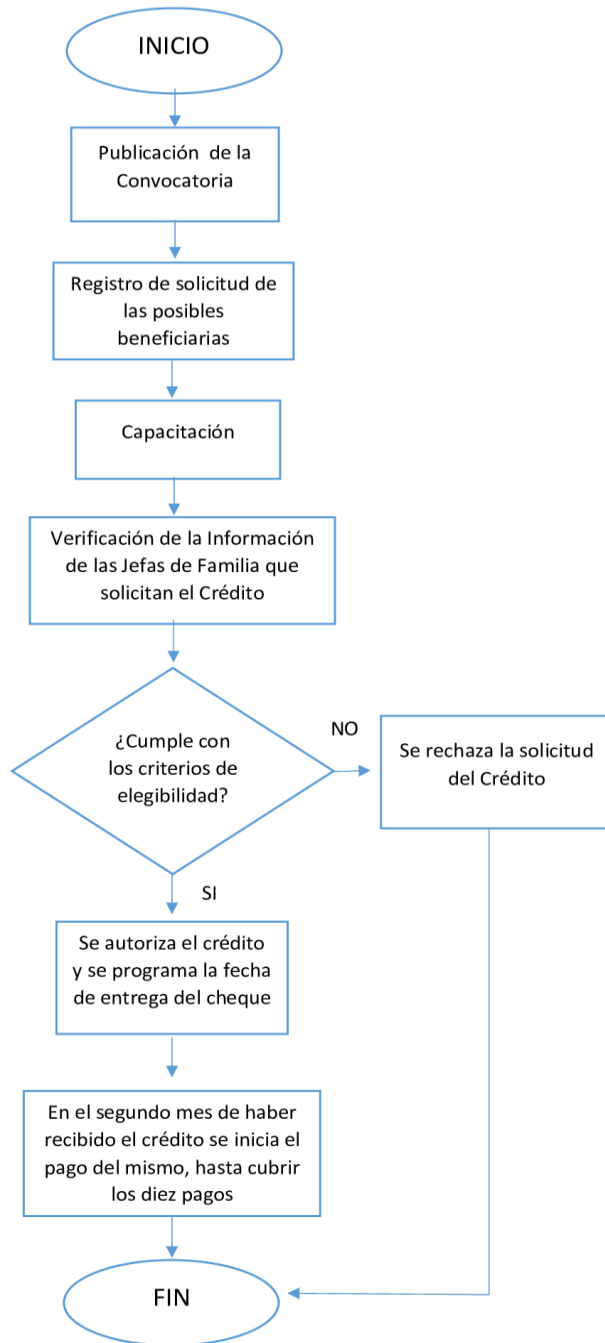 INICIO
Publicación de la
Convocatoria
Registro de solicitud de
las posibles
beneficiarias
Capacitación
Verificación de la Información
de las Jefas de Familia que
solicitan el Crédito
¿Cumple con
los criterios de
elegibilidad?
NO
Se rechaza la solicitud
del Crédito
SI
Se autoriza el crédito
y se programa la fecha
de entrega del cheque
En el segundo mes de haber
recibido el crédito se inicia el
pago del mismo, hasta cubrir
los diez pagos
FIN